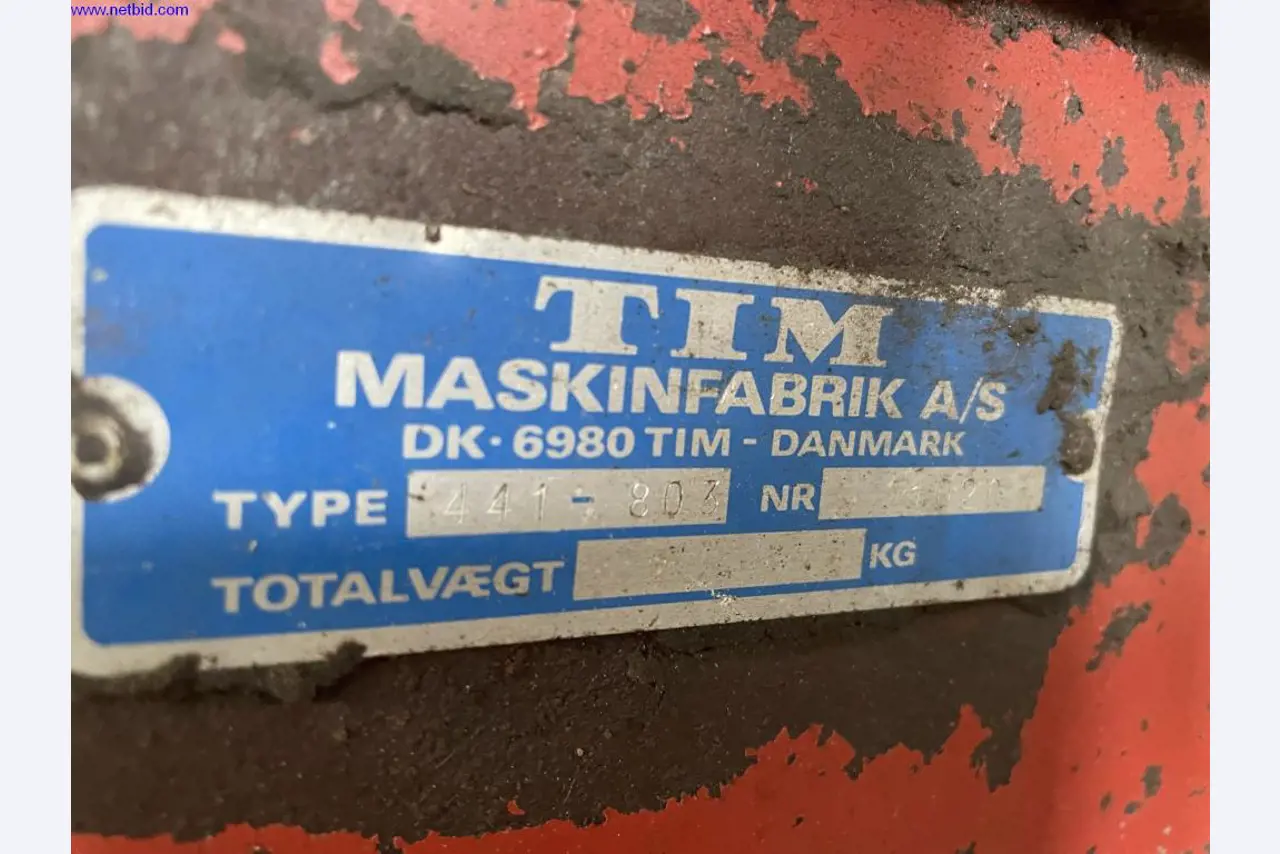 www.netbid.com
TIM
MASKINFABRIK A/S
DK·6980 TIM - DANMARK
TYPE 441-803 NR
TOTALVÆGT KG